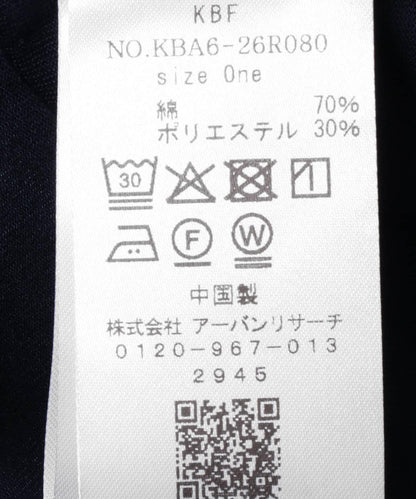 KBF
NO.KBA6-26R080
size One
綿 70%
ポリエステル 30%
30
F W
中国製
株式会社 アーバンリサーチ
0120-967-013
2945